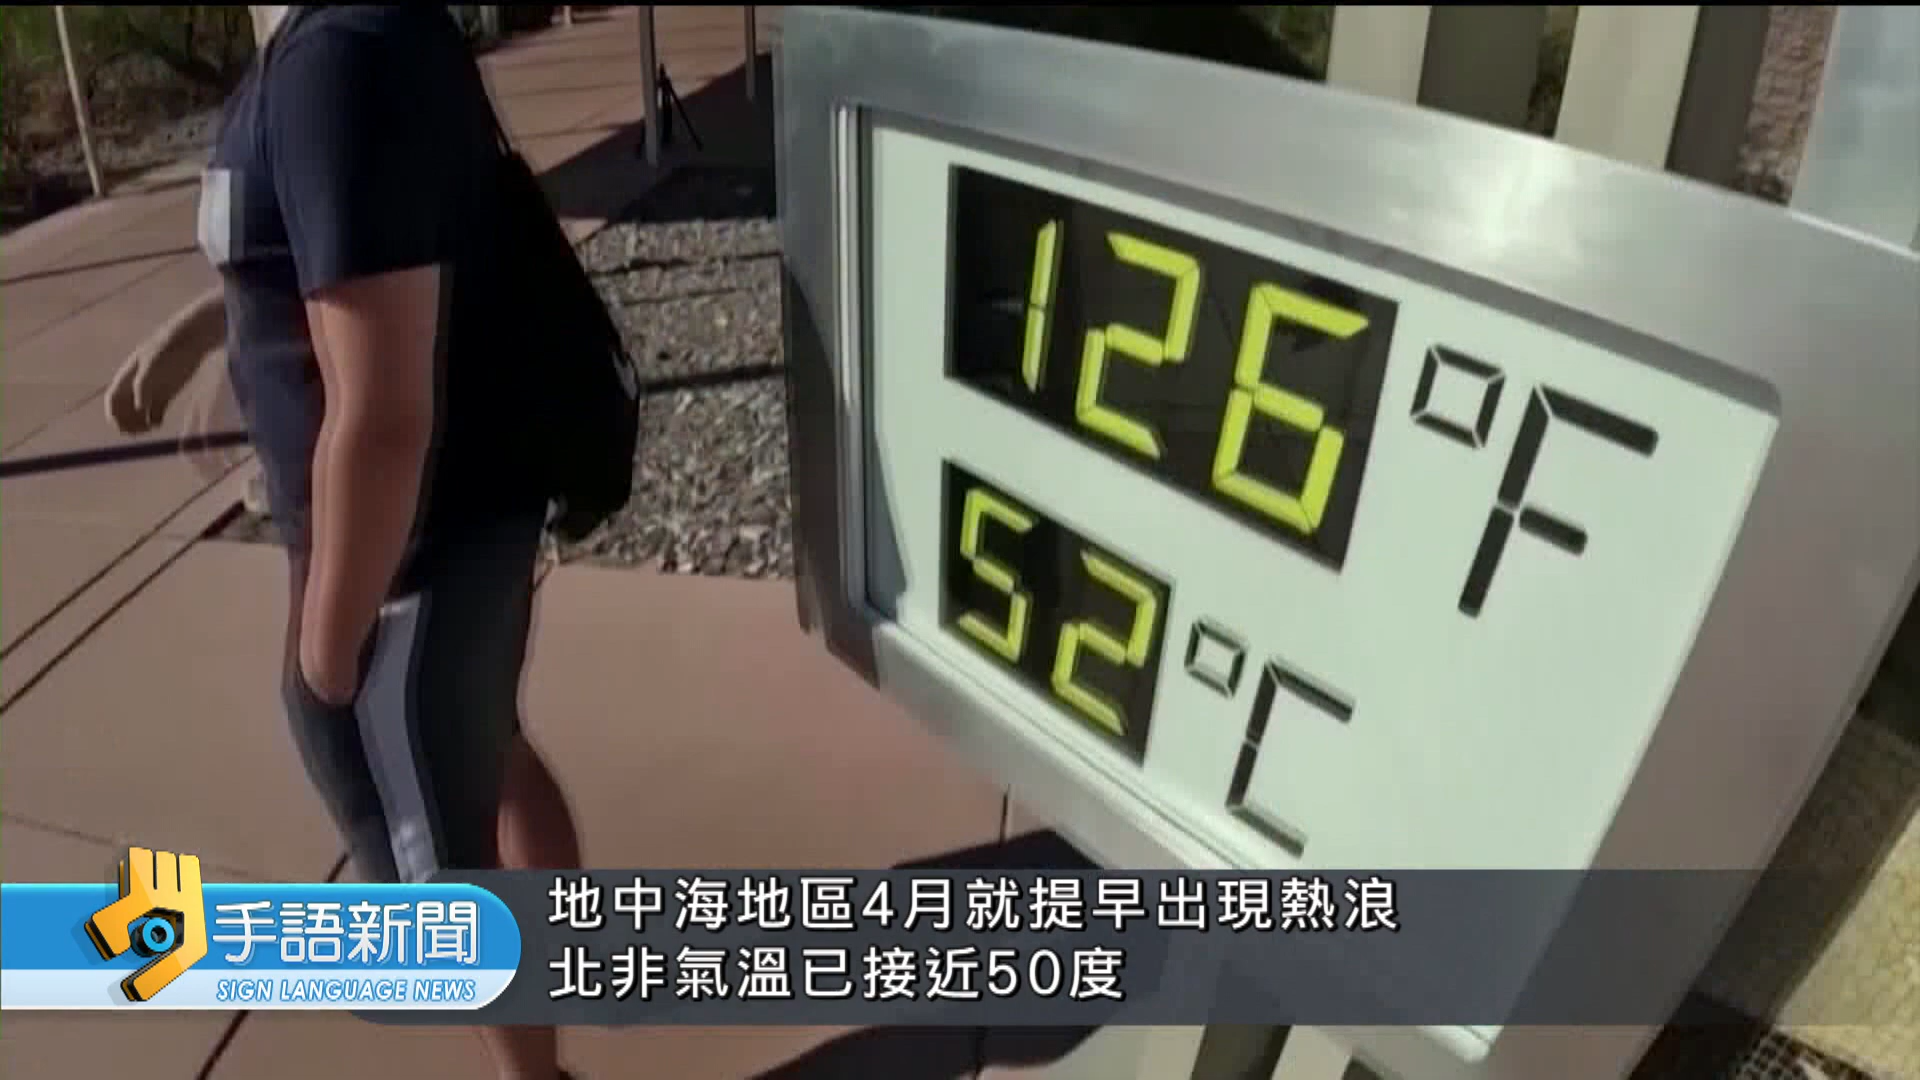 126 °F
52 °C
地中海地區4月就提早出現熱浪
北非氣溫已接近50度
手語新聞
SIGN LANGUAGE NEWS